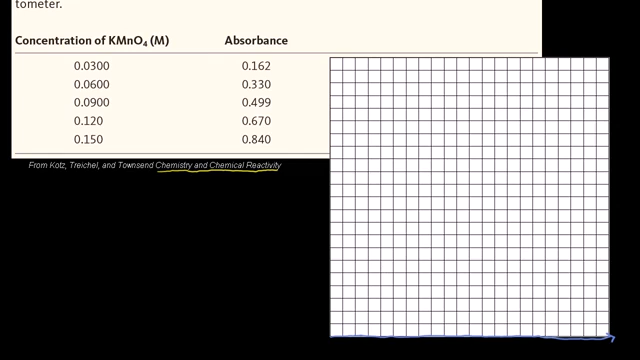 tometer.
Concentration of KMnO₄ (M) Absorbance
0.0300 0.162
0.0600 0.330
0.0900 0.499
0.120 0.670
0.150 0.840
From Kotz, Treichel, and Townsend Chemistry and Chemical Reactivity